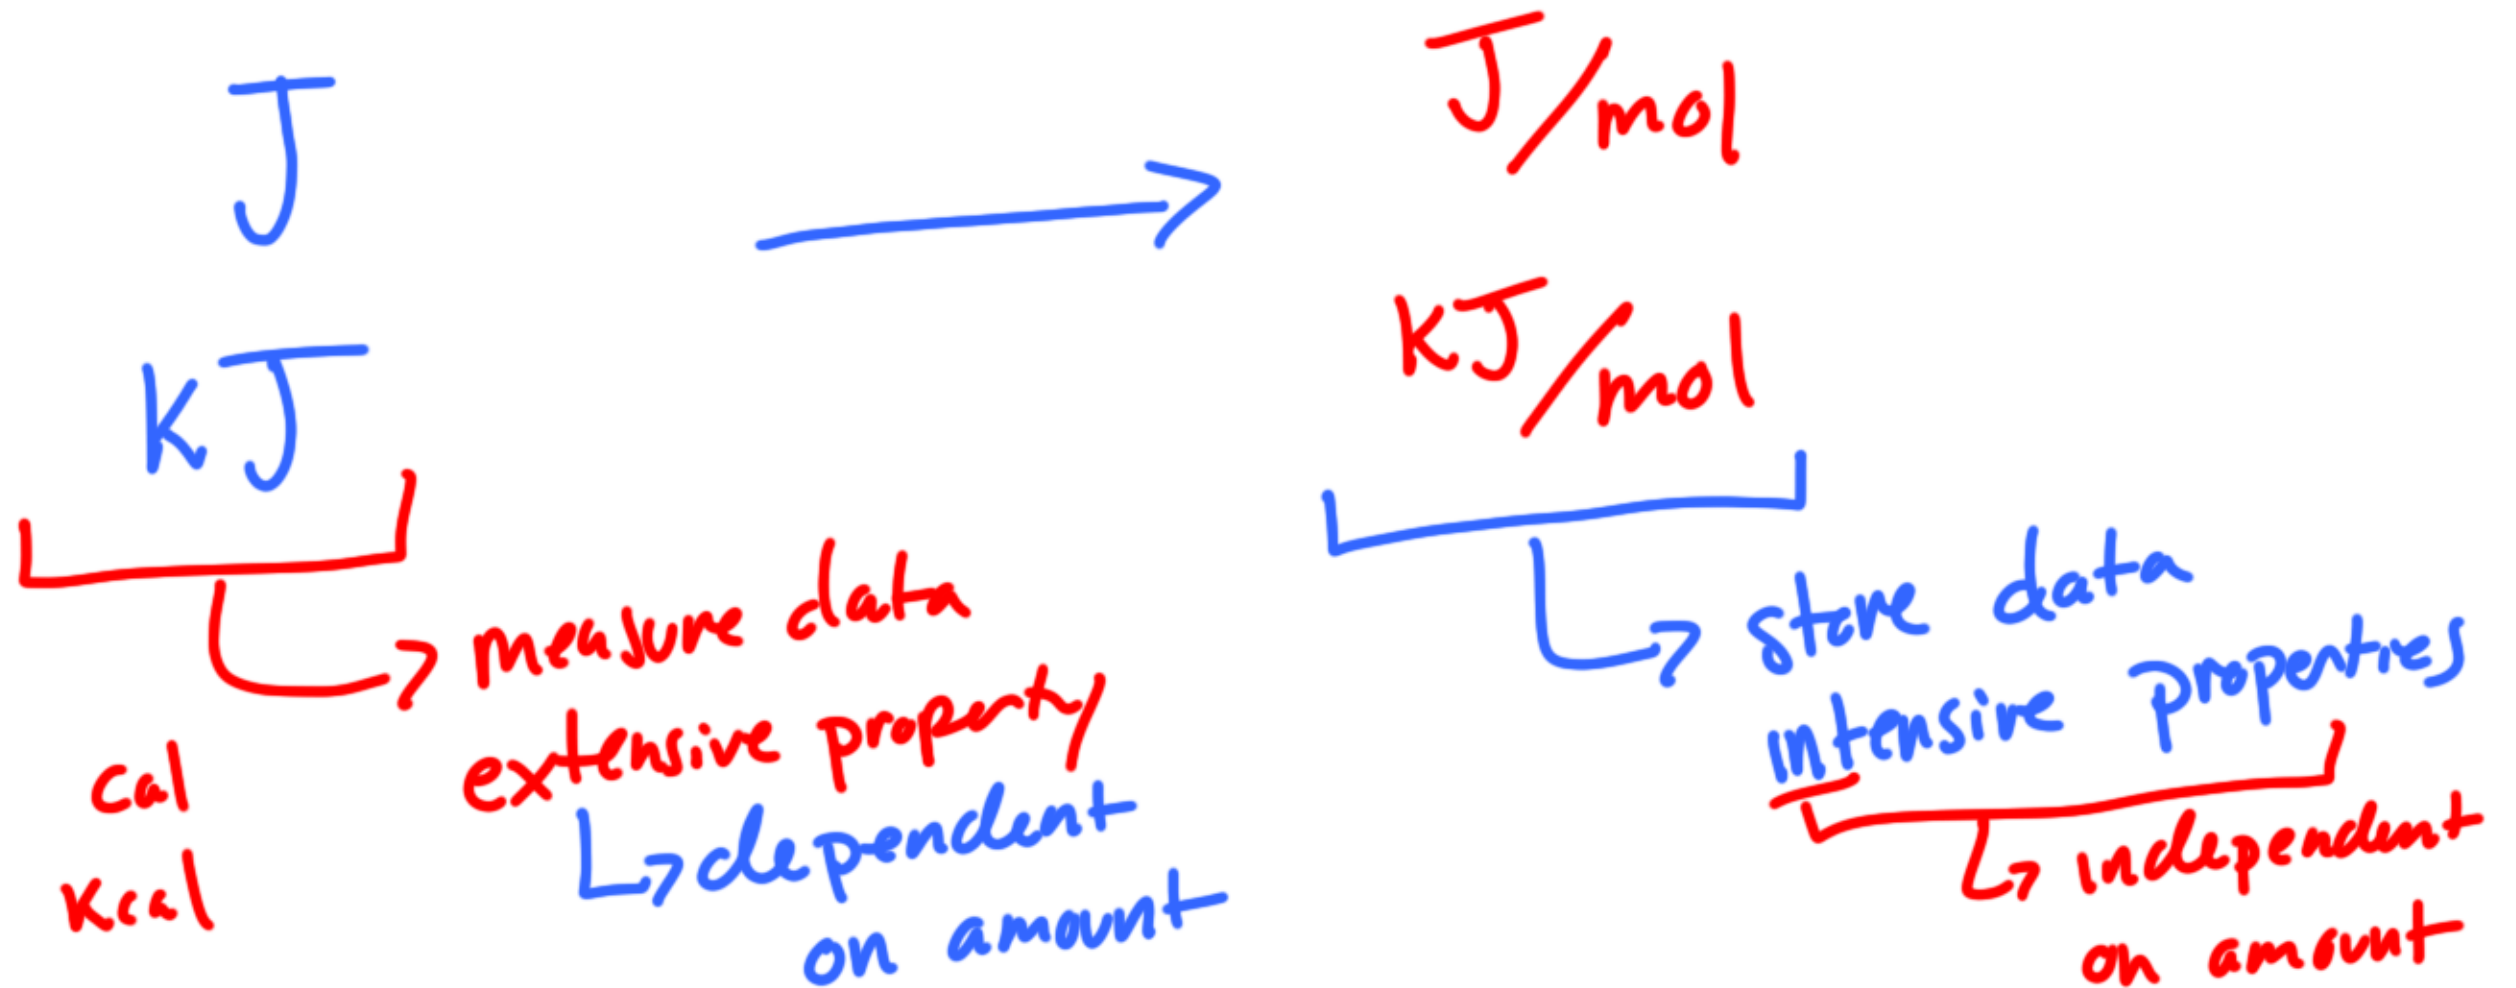 J
kJ
measure data
extensive property
dependent
on amount
cal
kcal
J/mol
kJ/mol
store data
intensive properties
independent
on amount